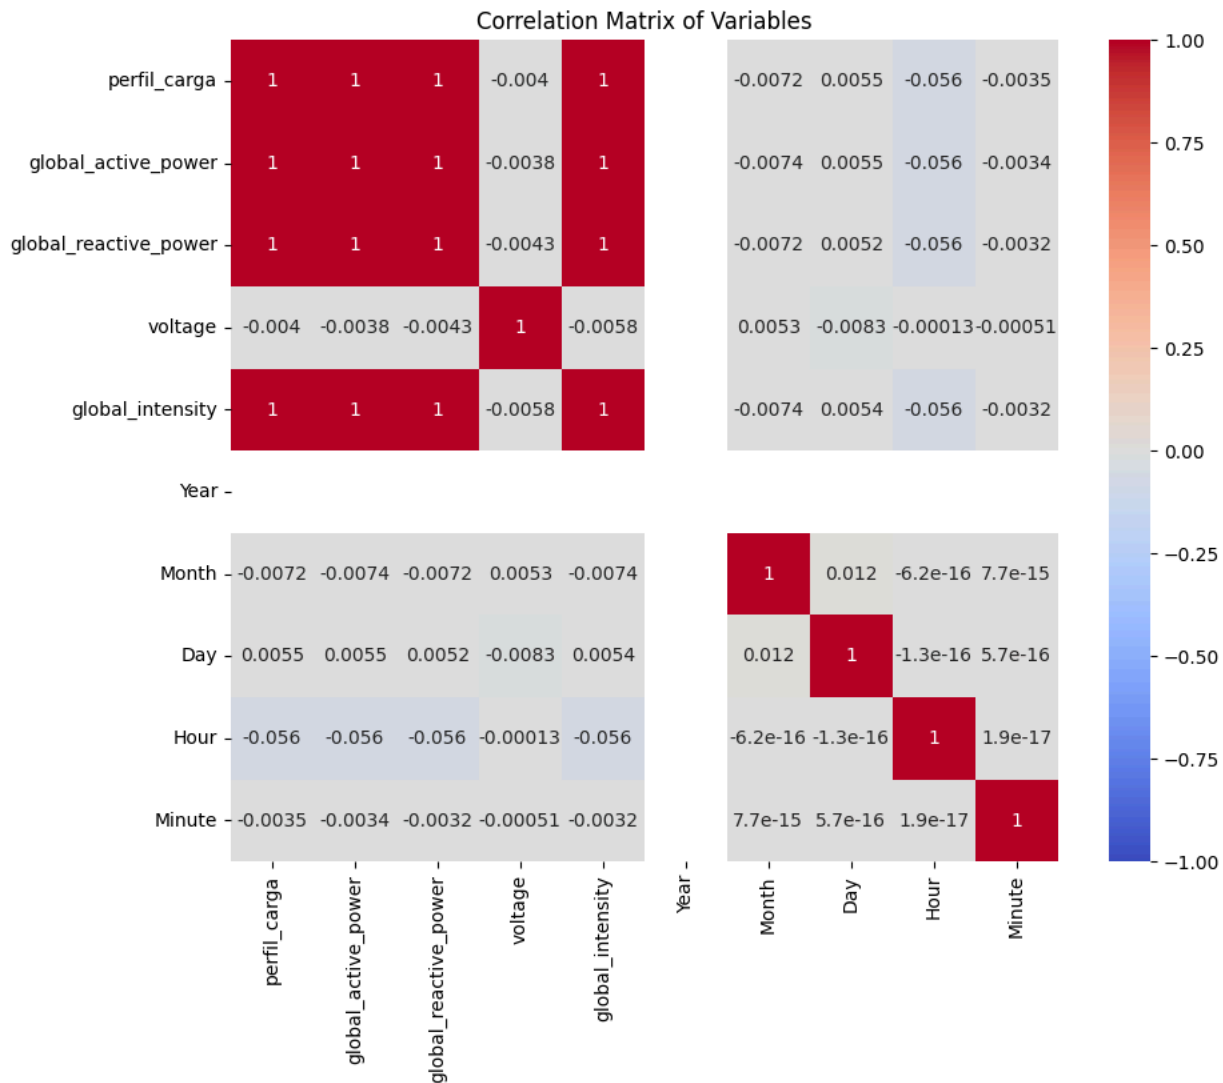 Correlation Matrix of Variables
perfil_carga 1 1 1 -0.004 1 -0.0072 0.0055 -0.056 -0.0035
global_active_power 1 1 1 -0.0038 1 -0.0074 0.0055 -0.056 -0.0034
global_reactive_power 1 1 1 -0.0043 1 -0.0072 0.0052 -0.056 -0.0032
voltage -0.004 -0.0038 -0.0043 1 -0.0058 0.0053 -0.0083 -0.00013 -0.00051
global_intensity 1 1 1 -0.0058 1 -0.0074 0.0054 -0.056 -0.0032
Year
Month -0.0072 -0.0074 -0.0072 0.0053 -0.0074 1 0.012 -6.2e-16 7.7e-15
Day 0.0055 0.0055 0.0052 -0.0083 0.0054 0.012 1 -1.3e-16 5.7e-16
Hour -0.056 -0.056 -0.056 -0.00013 -0.056 -6.2e-16 -1.3e-16 1 1.9e-17
Minute -0.0035 -0.0034 -0.0032 -0.00051 -0.0032 7.7e-15 5.7e-16 1.9e-17 1
perfil_carga
global_active_power
global_reactive_power
voltage
global_intensity
Year
Month
Day
Hour
Minute
1.00
0.75
0.50
0.25
0.00
−0.25
−0.50
−0.75
−1.00